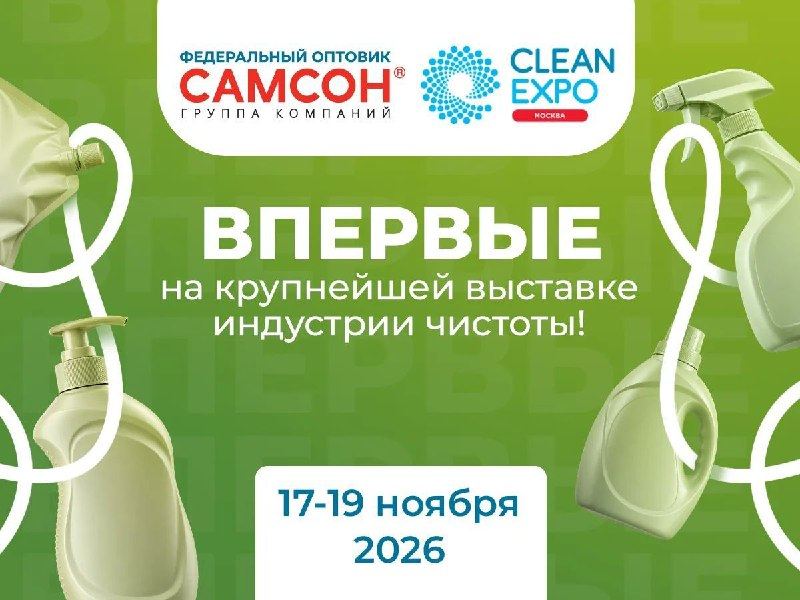 ФЕДЕРАЛЬНЫЙ ОПТОВИК
САМСОН®
ГРУППА КОМПАНИЙ
CLEAN
EXPO
МОСКВА
ВПЕРВЫЕ
на крупнейшей выставке
индустрии чистоты!
17-19 ноября
2026